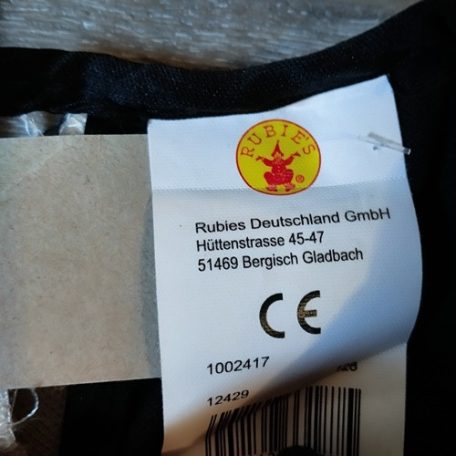 RUBIE'S
®
Rubies Deutschland GmbH
Hüttenstrasse 45-47
51469 Bergisch Gladbach
CE
1002417
12429